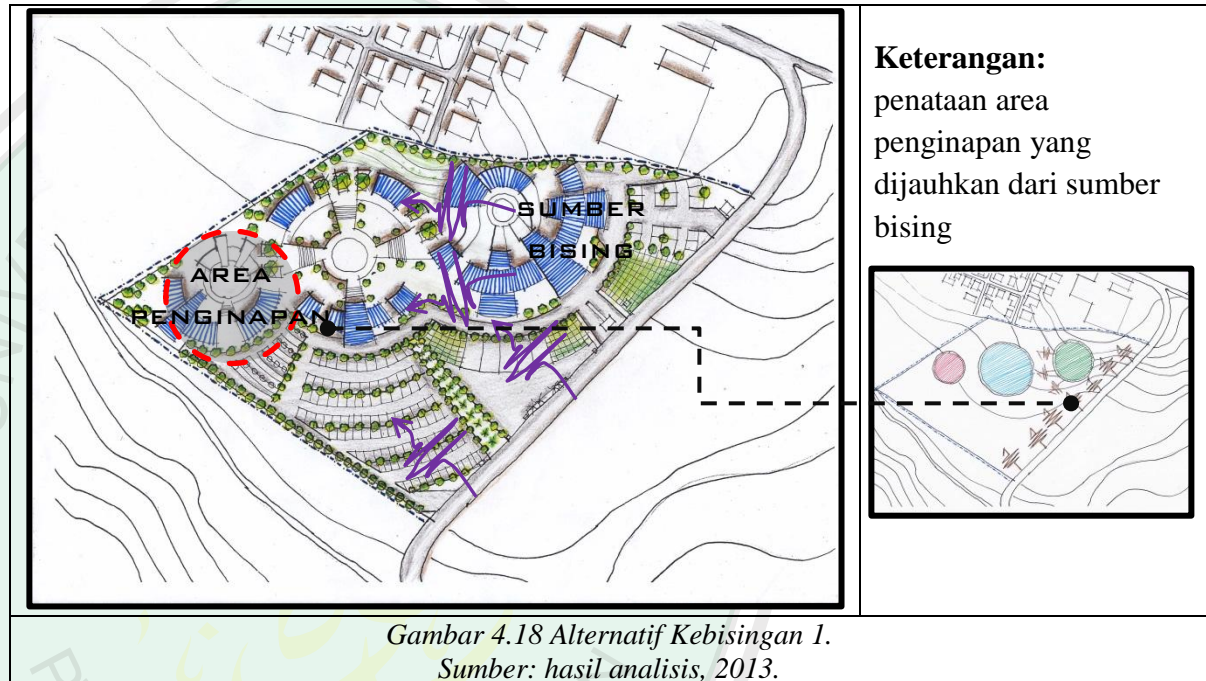 SUMBER
BISING
AREA
PENGINAPAN
Keterangan:
penataan area
penginapan yang
dijauhkan dari sumber
bising
Gambar 4.18 Alternatif Kebisingan 1.
Sumber: hasil analisis, 2013.